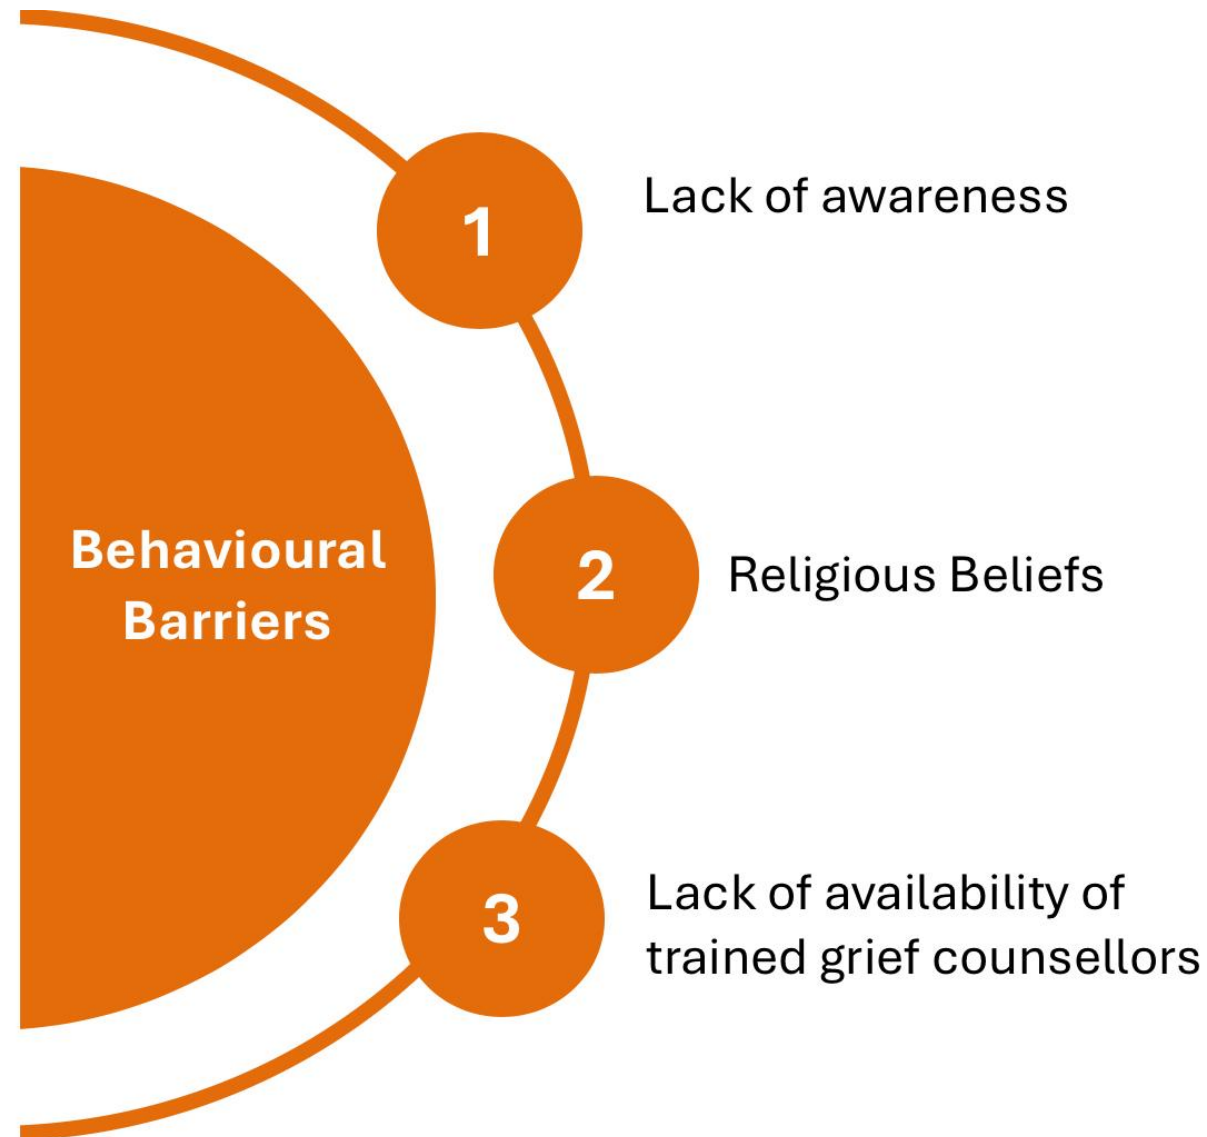 1
Lack of awareness
Behavioural
Barriers
2
Religious Beliefs
3
Lack of availability of
trained grief counsellors